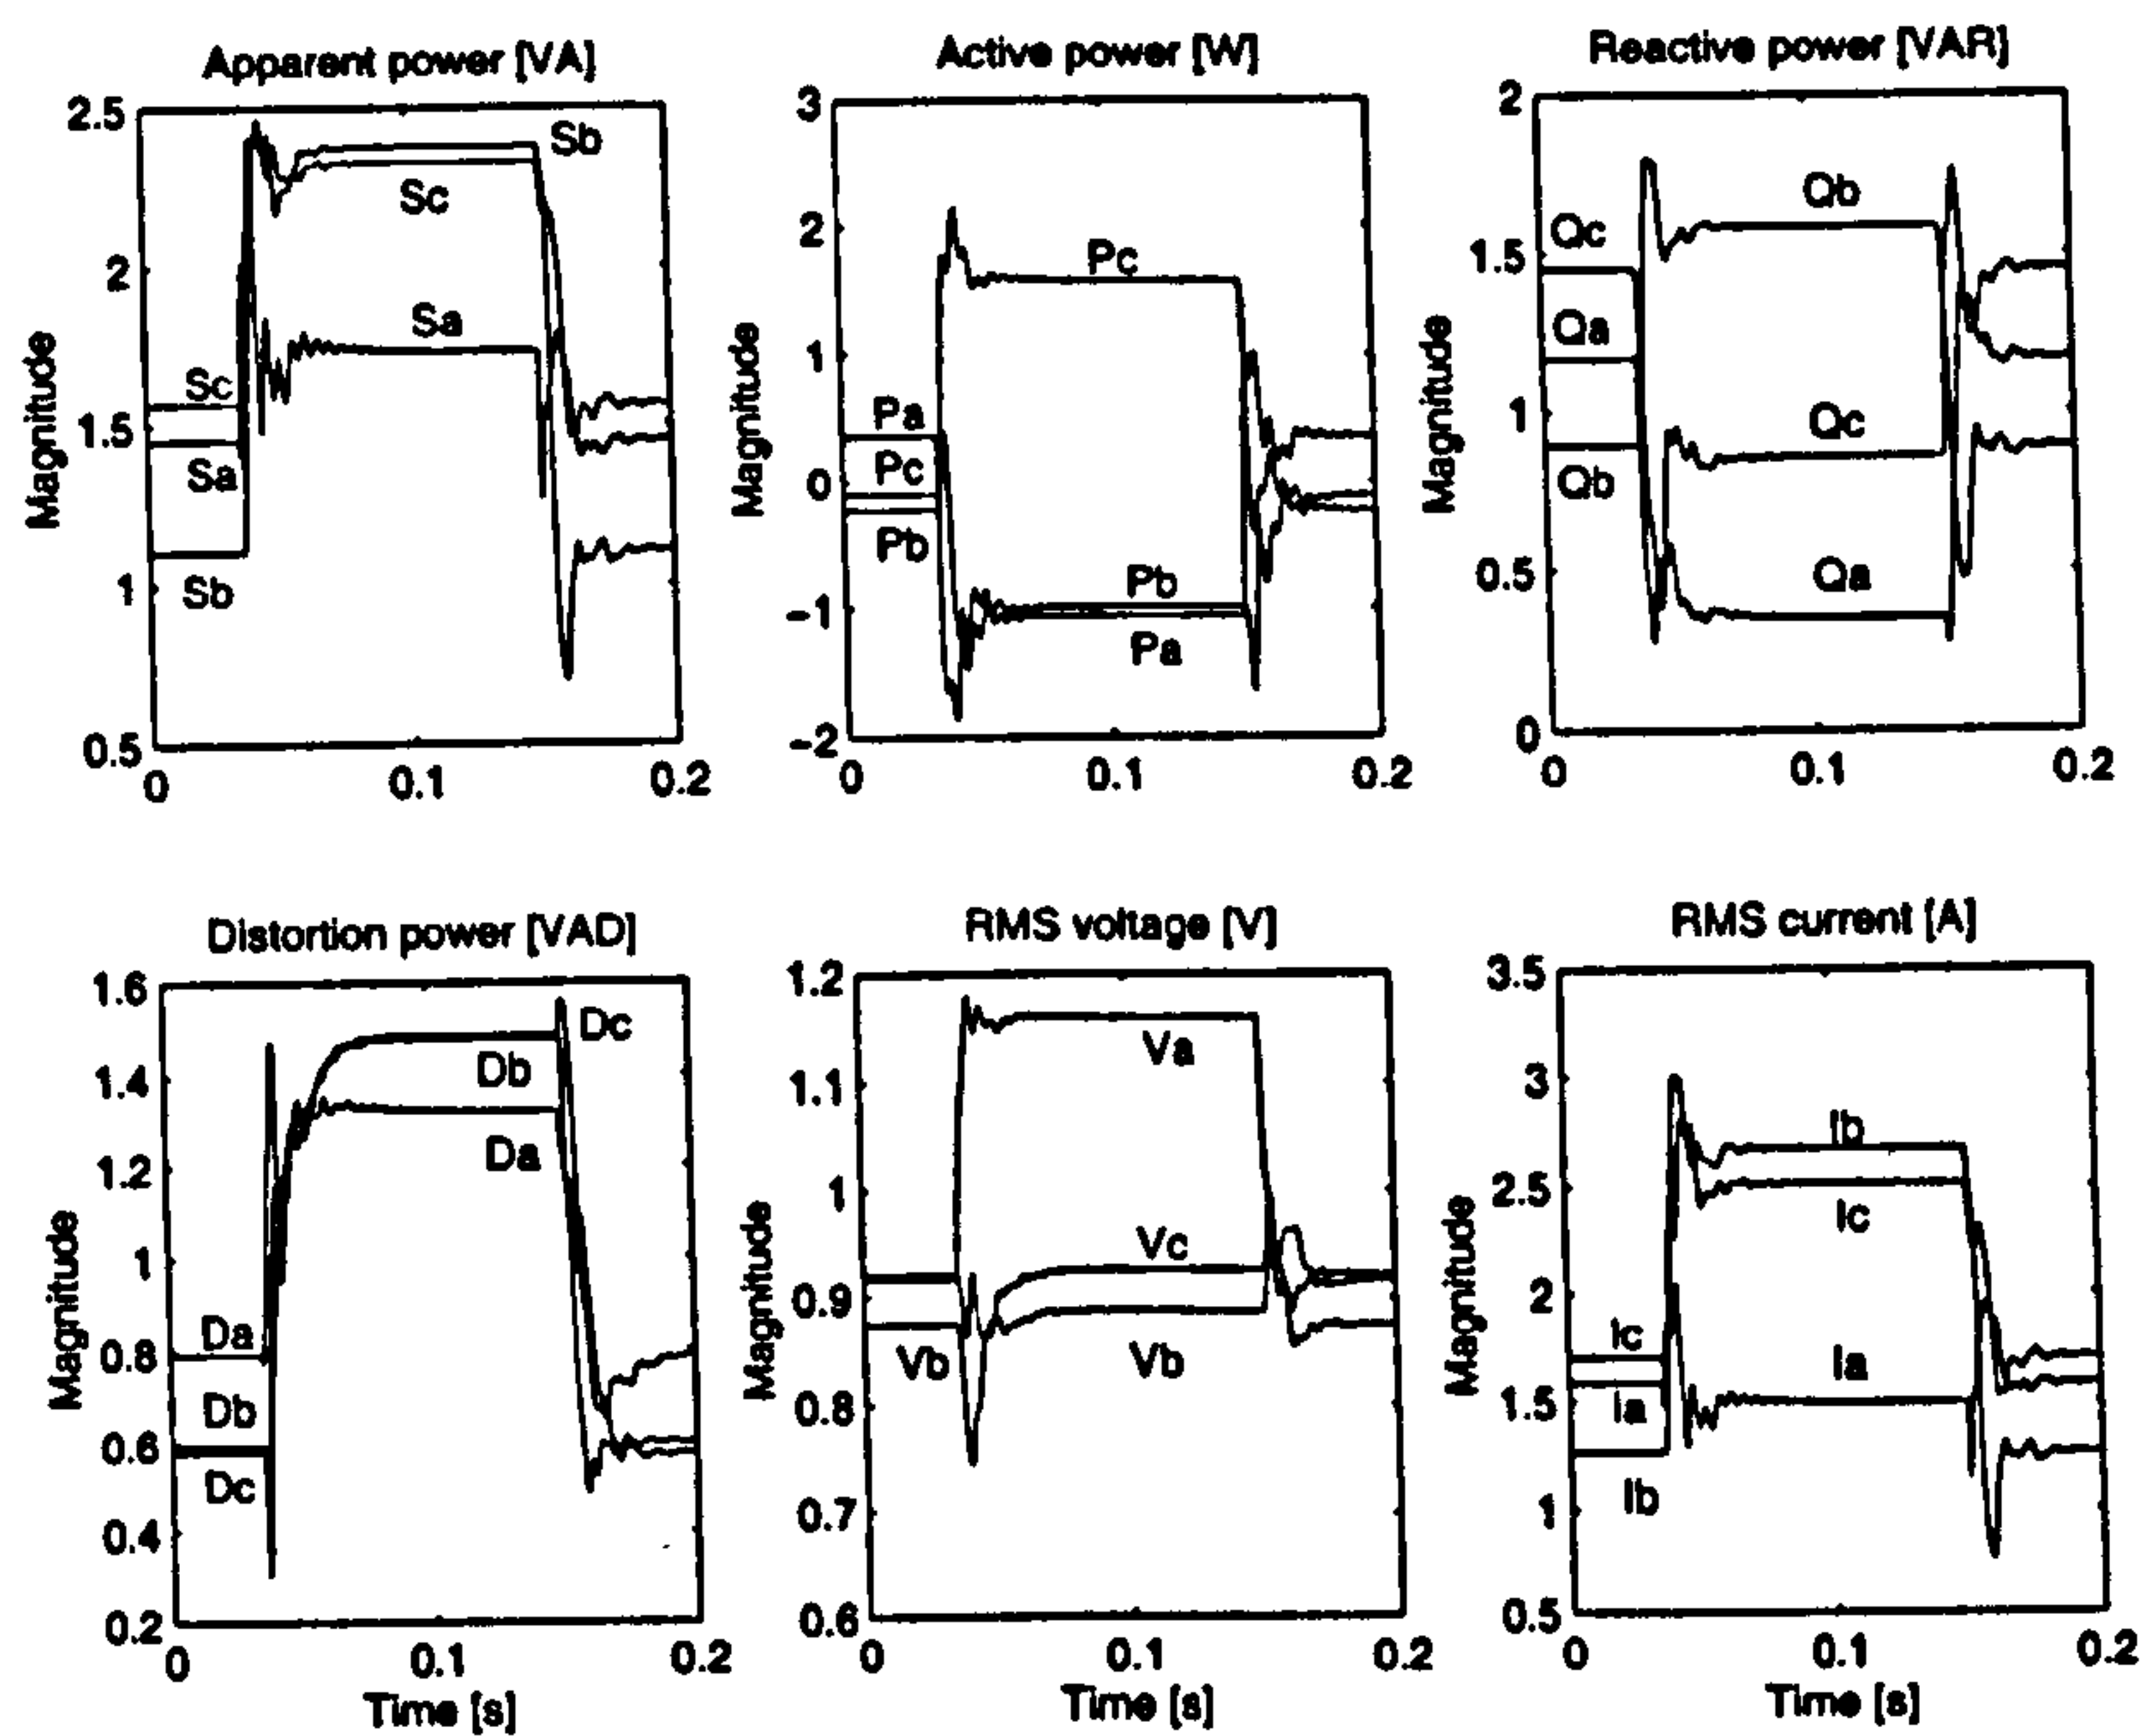 Apparent power [VA]
2.5
2
1.5
1
0.5
0
0.1
0.2
Magnitude
Sb
Sc
Sa
Sc
Sa
Sb
Active power [W]
3
2
1
0
-1
-2
0
0.1
0.2
Magnitude
Pc
Pa
Pc
Pb
Pb
Pa
Reactive power [VAR]
2
1.5
1
0.5
0
0
0.1
0.2
Magnitude
Qb
Qc
Qa
Qc
Qb
Qa
Distortion power [VAD]
1.6
1.4
1.2
1
0.8
0.6
0.4
0.2
0
0.1
0.2
Magnitude
Time [s]
Dc
Db
Da
Da
Db
Dc
RMS voltage [V]
1.2
1.1
1
0.9
0.8
0.7
0.6
0
0.1
0.2
Magnitude
Time [s]
Va
Vc
Vb
Vb
RMS current [A]
3.5
3
2.5
2
1.5
1
0.5
0
0.1
0.2
Magnitude
Time [s]
Ib
Ic
Ic
Ia
Ia
Ib